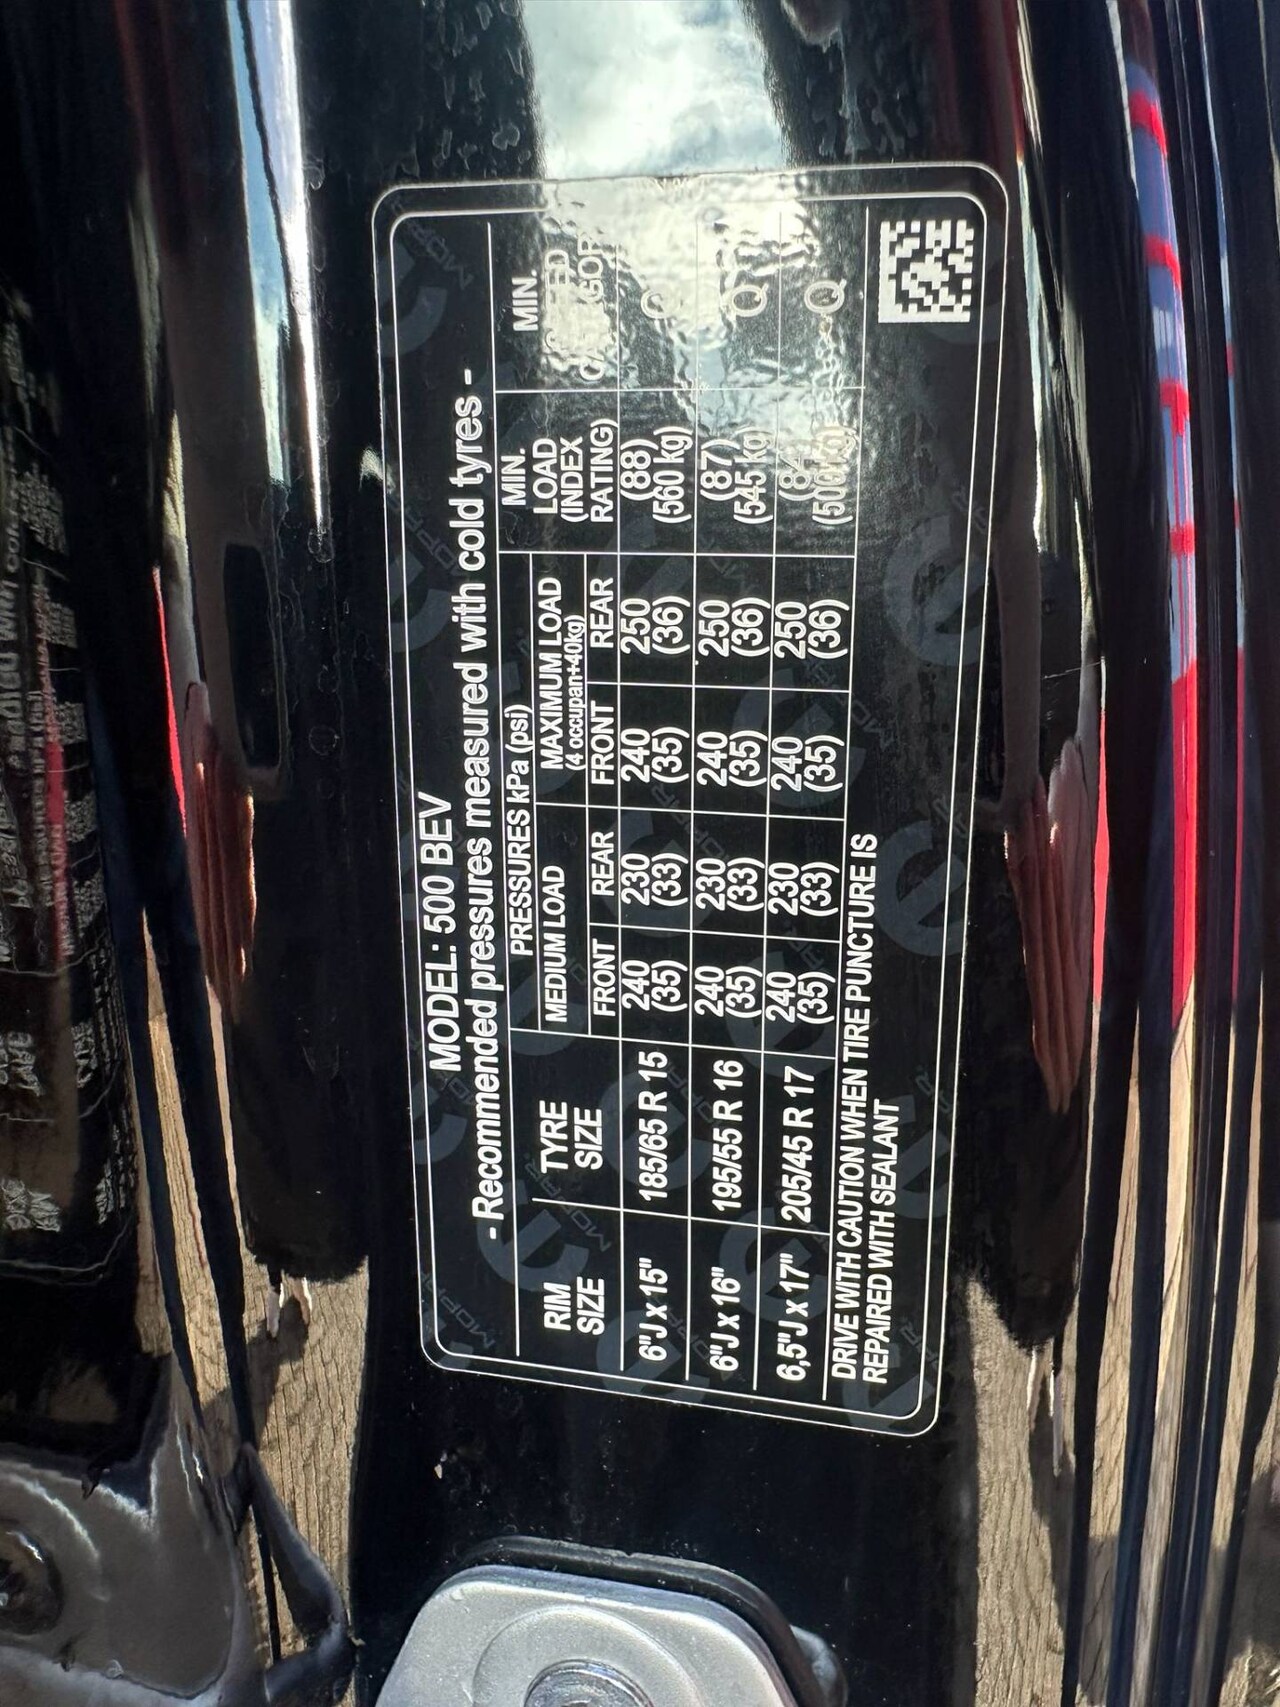 MODEL: 500 BEV
- Recommended pressures measured with cold tyres -
RIM SIZE TYRE SIZE PRESSURES kPa (psi) MIN. LOAD (INDEX RATING) MIN.
MEDIUM LOAD MAXIMUM LOAD
(4 occupan+40kg)
FRONT REAR FRONT REAR
6"J x 15" 185/65 R 15 240 (35) 230 (33) 240 (35) 250 (36) (88) (560 kg) Q
6"J x 16" 195/55 R 16 240 (35) 230 (33) 240 (35) 250 (36) (87) (545 kg) Q
6,5"J x 17" 205/45 R 17 240 (35) 230 (33) 240 (35) 250 (36) (84) (500 kg) Q
DRIVE WITH CAUTION WHEN TIRE PUNCTURE IS
REPAIRED WITH SEALANT
MOPAR